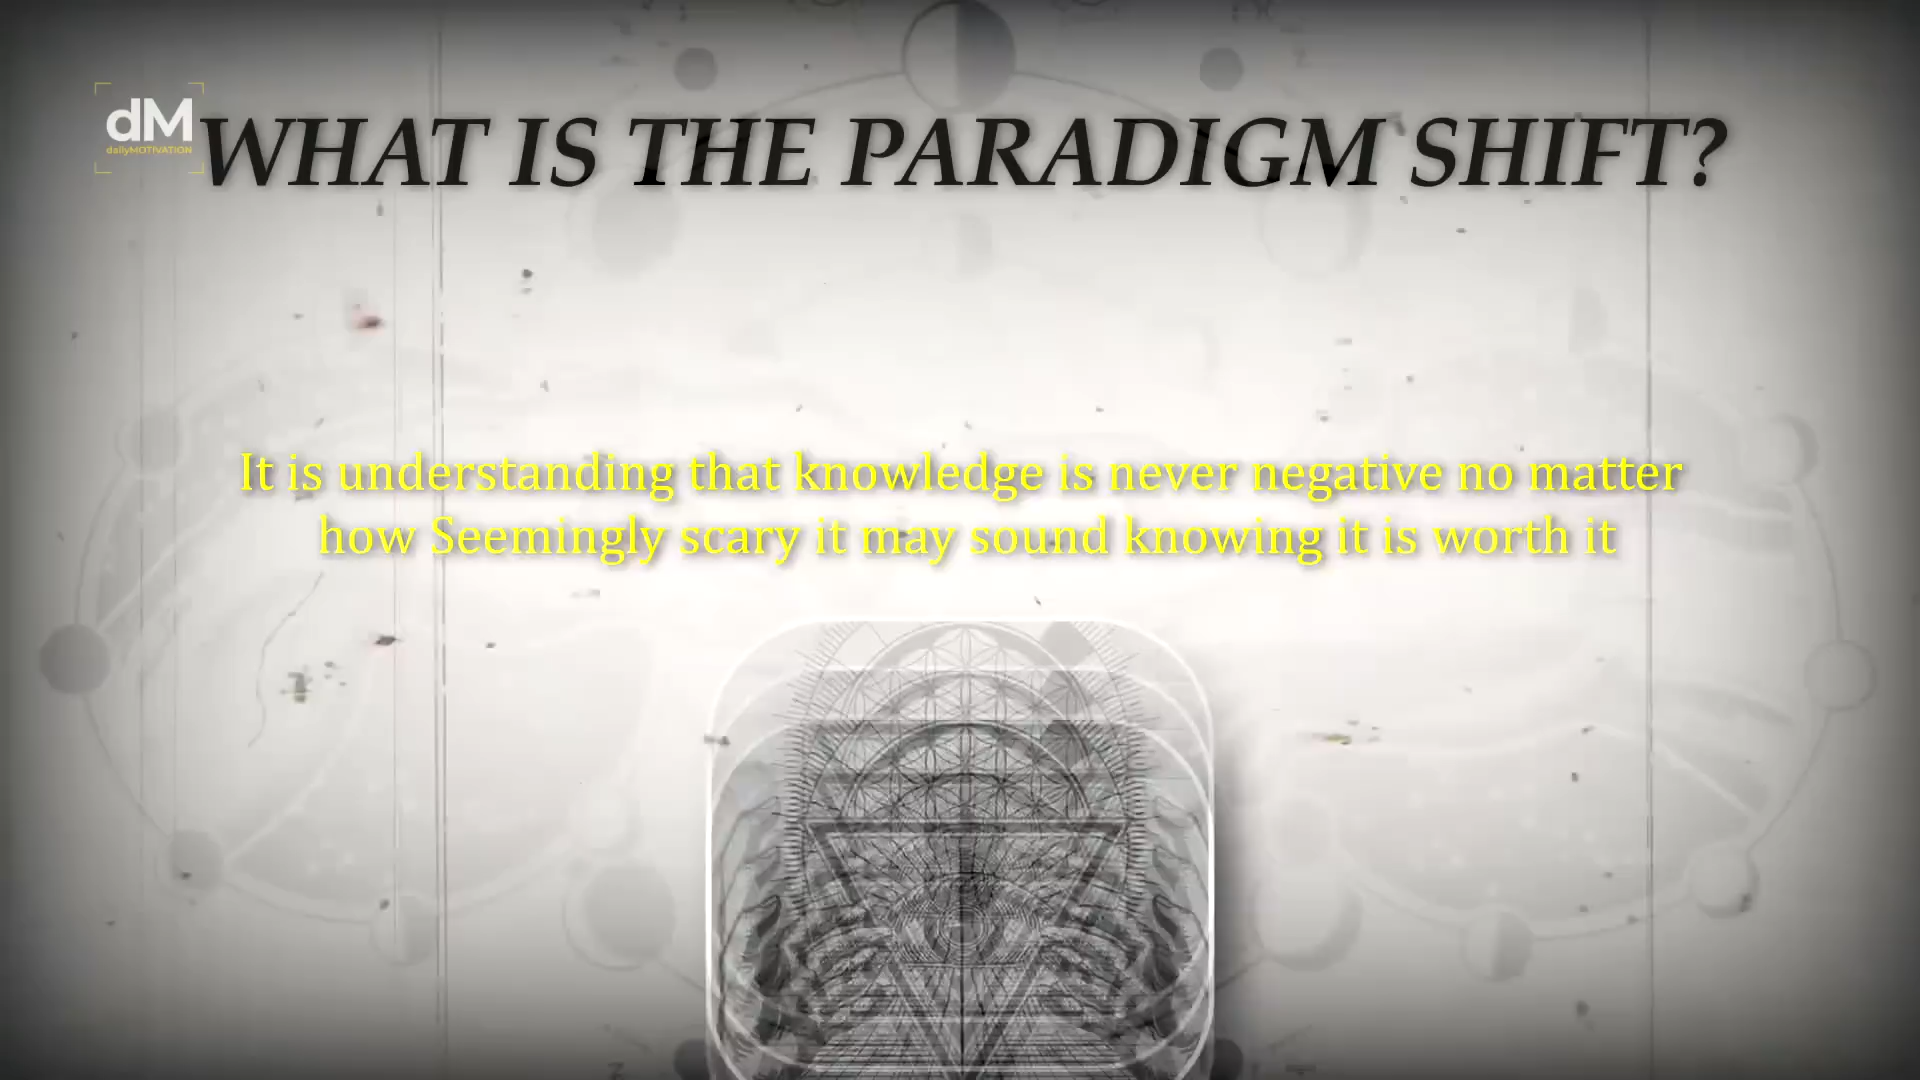 dM
dailyMOTIVATION
WHAT IS THE PARADIGM SHIFT?
It is understanding that knowledge is never negative no matter
how Seemingly scary it may sound knowing it is worth it